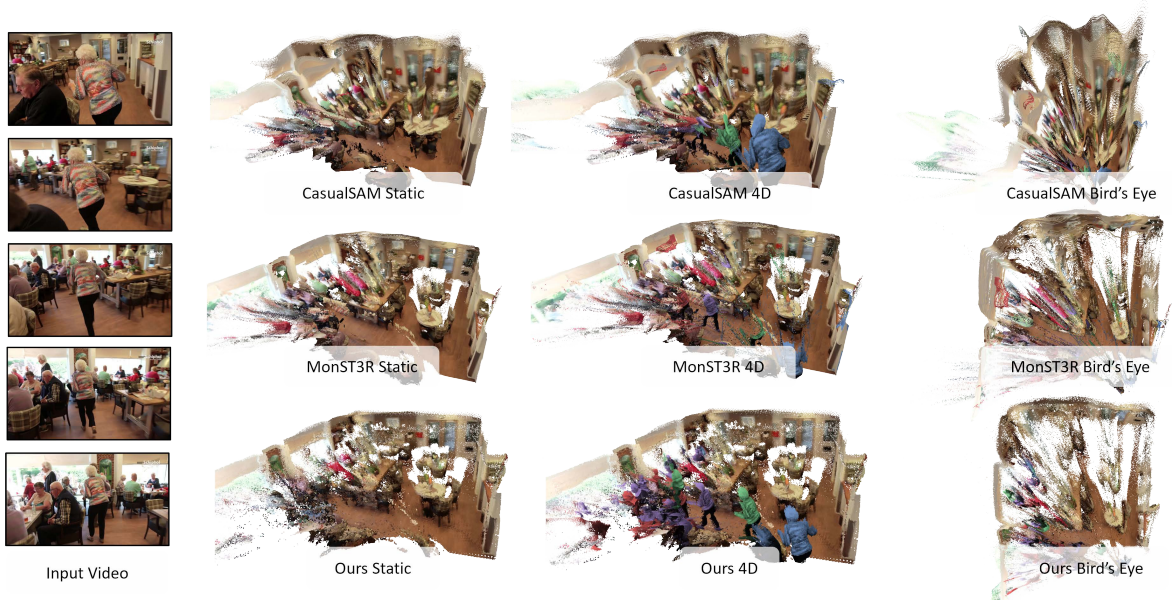 CasualSAM Static
CasualSAM 4D
CasualSAM Bird's Eye
MonST3R Static
MonST3R 4D
MonST3R Bird's Eye
Input Video
Ours Static
Ours 4D
Ours Bird's Eye